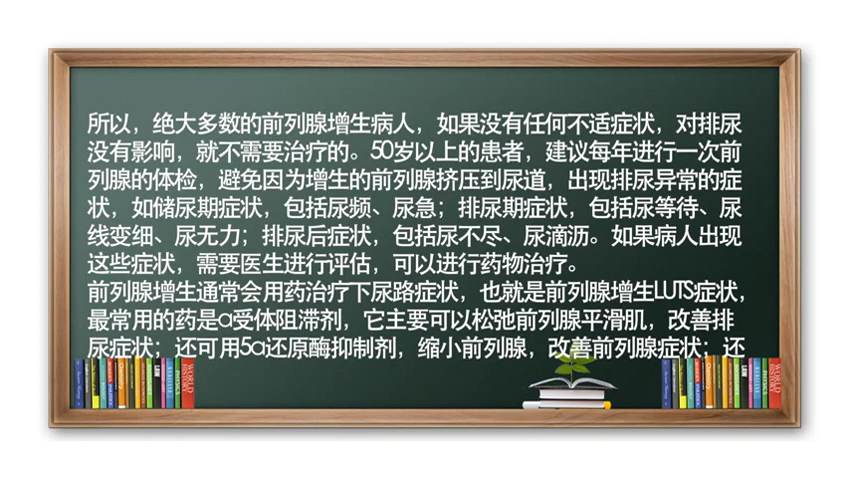 所以，绝大多数的前列腺增生病人，如果没有任何不适症状，对排尿
没有影响，就不需要治疗的。50岁以上的患者，建议每年进行一次前
列腺的体检，避免因为增生的前列腺挤压到尿道，出现排尿异常的症
状，如储尿期症状，包括尿频、尿急；排尿期症状，包括尿等待、尿
线变细、尿无力；排尿后症状，包括尿不尽、尿滴沥。如果病人出现
这些症状，需要医生进行评估，可以进行药物治疗。
前列腺增生通常会用药治疗下尿路症状，也就是前列腺增生LUTS症状，
最常用的药是a受体阻滞剂，它主要可以松弛前列腺平滑肌，改善排
尿症状；还可用5a还原酶抑制剂，缩小前列腺，改善前列腺症状；还
WORLD HISTORY
WORLD HISTORY